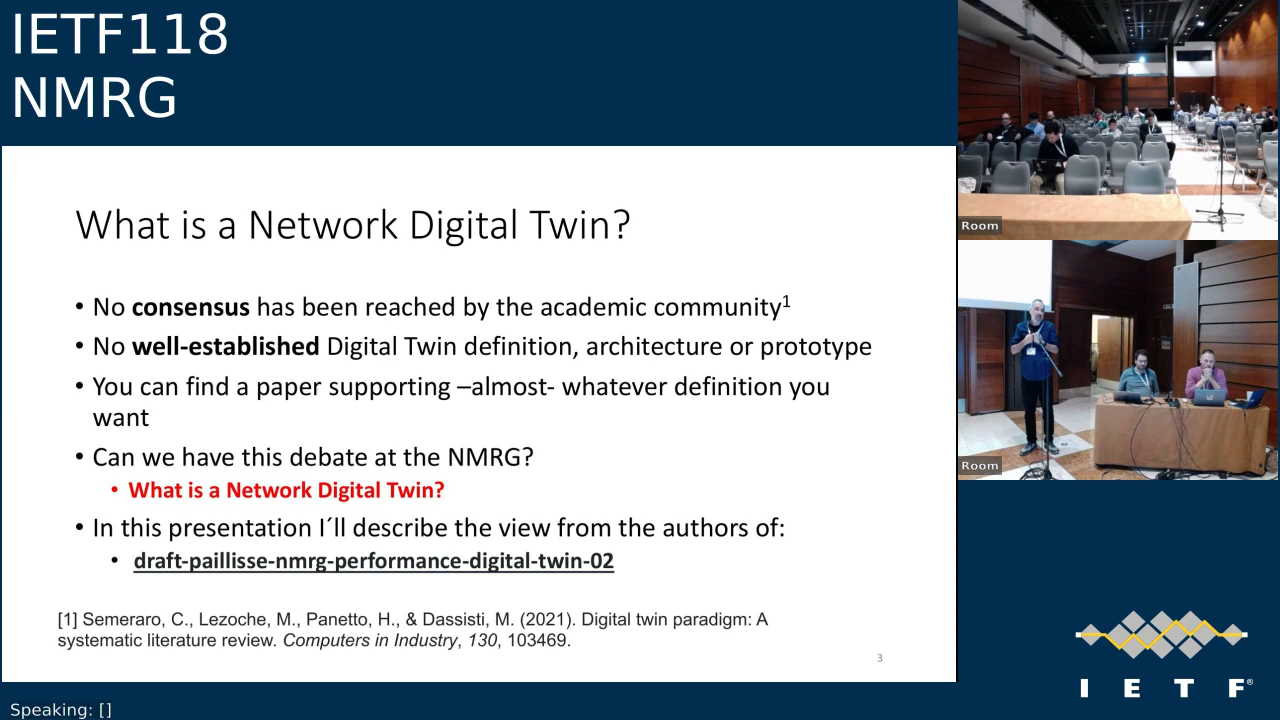 IETF118
NMRG
What is a Network Digital Twin?
• No consensus has been reached by the academic community1
• No well-established Digital Twin definition, architecture or prototype
• You can find a paper supporting –almost- whatever definition you
want
• Can we have this debate at the NMRG?
• What is a Network Digital Twin?
• In this presentation I´ll describe the view from the authors of:
• draft-paillisse-nmrg-performance-digital-twin-02
[1] Semeraro, C., Lezoche, M., Panetto, H., & Dassisti, M. (2021). Digital twin paradigm: A
systematic literature review. Computers in Industry, 130, 103469.
3
Room
Room
I E T F®
Speaking: []